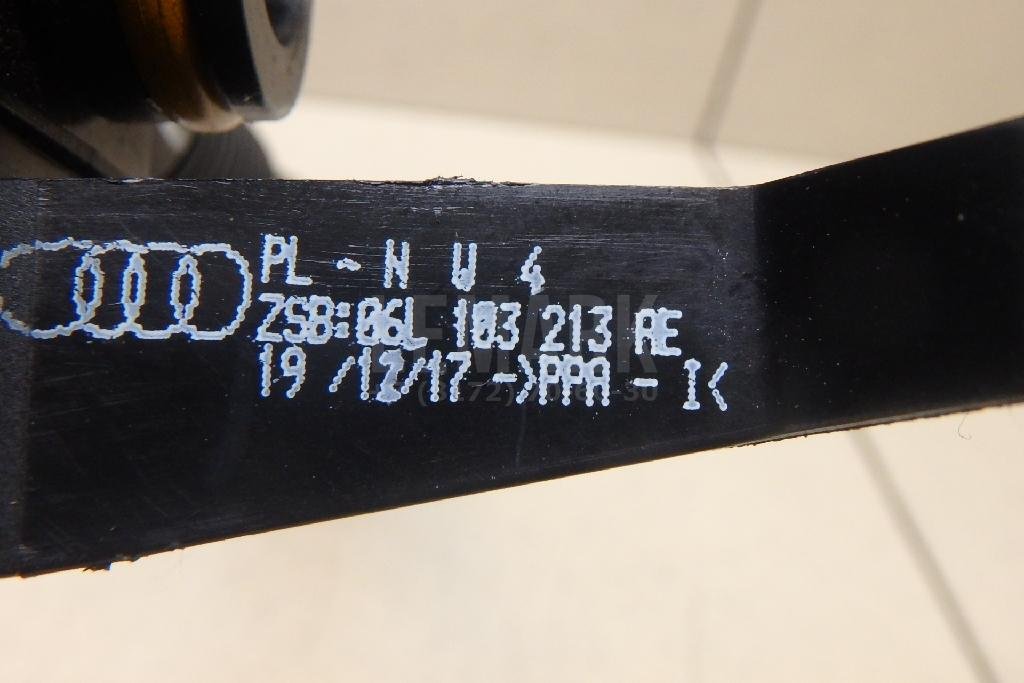 PL - N U 4
ZSB:06L 103 213 AE
19 /12/17 ->PPA - I<